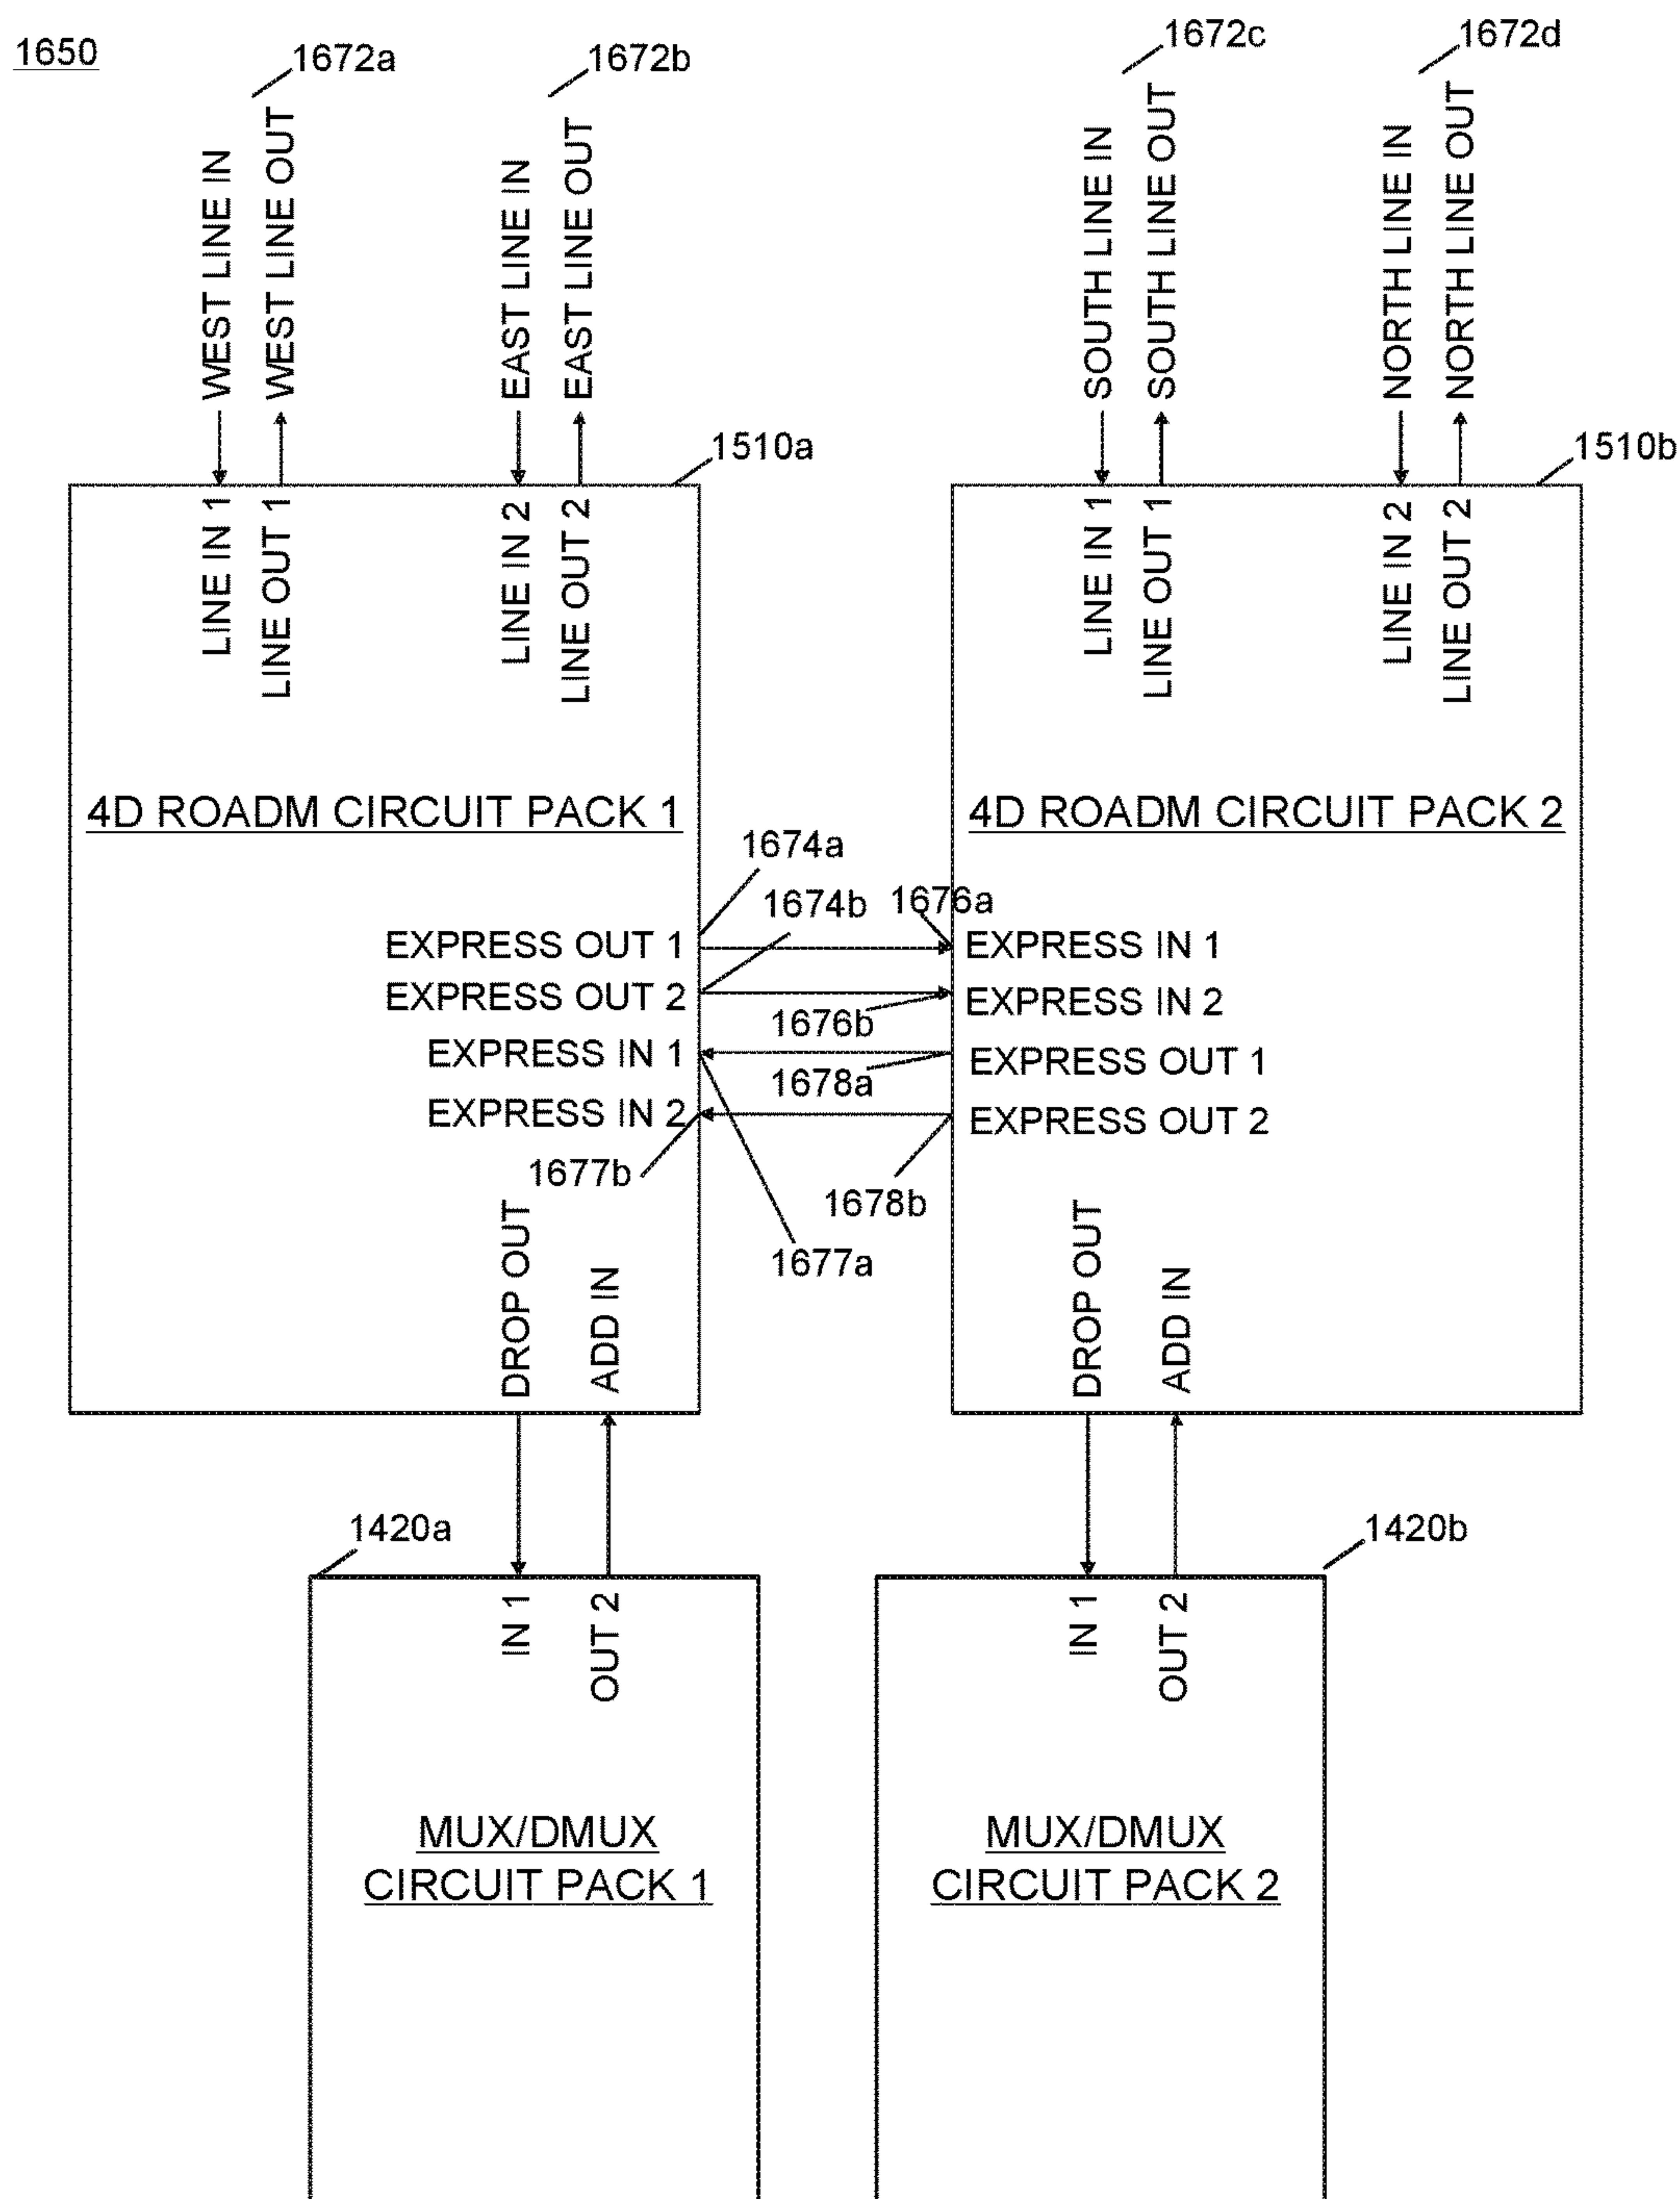 1650
1672a
1672b
1672c
1672d
WEST LINE IN
WEST LINE OUT
EAST LINE IN
EAST LINE OUT
SOUTH LINE IN
SOUTH LINE OUT
NORTH LINE IN
NORTH LINE OUT
1510a
1510b
LINE IN 1
LINE OUT 1
LINE IN 2
LINE OUT 2
LINE IN 1
LINE OUT 1
LINE IN 2
LINE OUT 2
4D ROADM CIRCUIT PACK 1
4D ROADM CIRCUIT PACK 2
1674a
1674b
1676a
EXPRESS OUT 1
EXPRESS IN 1
EXPRESS OUT 2
EXPRESS IN 2
1676b
EXPRESS IN 1
EXPRESS OUT 1
1678a
EXPRESS IN 2
EXPRESS OUT 2
1677b
1678b
1677a
DROP OUT
ADD IN
DROP OUT
ADD IN
1420a
1420b
IN 1
OUT 2
IN 1
OUT 2
MUX/DMUX
CIRCUIT PACK 1
MUX/DMUX
CIRCUIT PACK 2